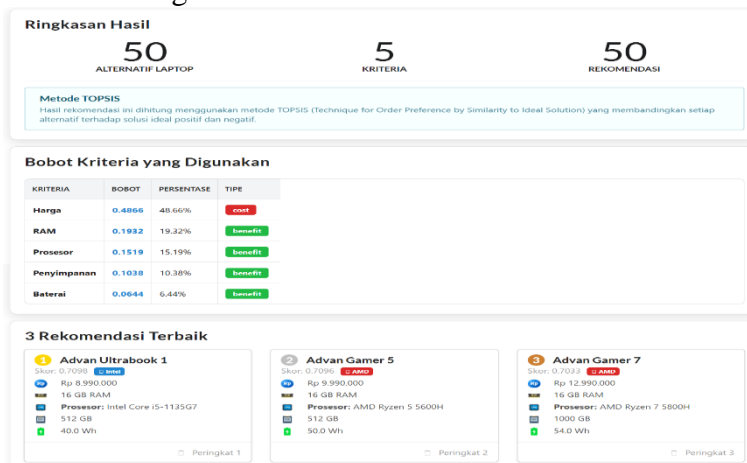 Ringkasan Hasil
50 5 50
ALTERNATIF LAPTOP KRITERIA REKOMENDASI
Metode TOPSIS
Hasil rekomendasi ini dihitung menggunakan metode TOPSIS (Technique for Order Preference by Similarity to Ideal Solution) yang membandingkan setiap
alternatif terhadap solusi ideal positif dan negatif.
Bobot Kriteria yang Digunakan
KRITERIA BOBOT PERSENTASE TIPE
Harga 0.4866 48.66% cost
RAM 0.1932 19.32% benefit
Prosesor 0.1519 15.19% benefit
Penyimpanan 0.1038 10.38% benefit
Baterai 0.0644 6.44% benefit
3 Rekomendasi Terbaik
1 Advan Ultrabook 1
Skor: 0.7098 Intel
Rp Rp 8.990.000
16 GB RAM
Prosesor: Intel Core i5-1135G7
512 GB
40.0 Wh
Peringkat 1
2 Advan Gamer 5
Skor: 0.7096 AMD
Rp Rp 9.990.000
16 GB RAM
Prosesor: AMD Ryzen 5 5600H
512 GB
50.0 Wh
Peringkat 2
3 Advan Gamer 7
Skor: 0.7033 AMD
Rp Rp 12.990.000
16 GB RAM
Prosesor: AMD Ryzen 7 5800H
1000 GB
54.0 Wh
Peringkat 3